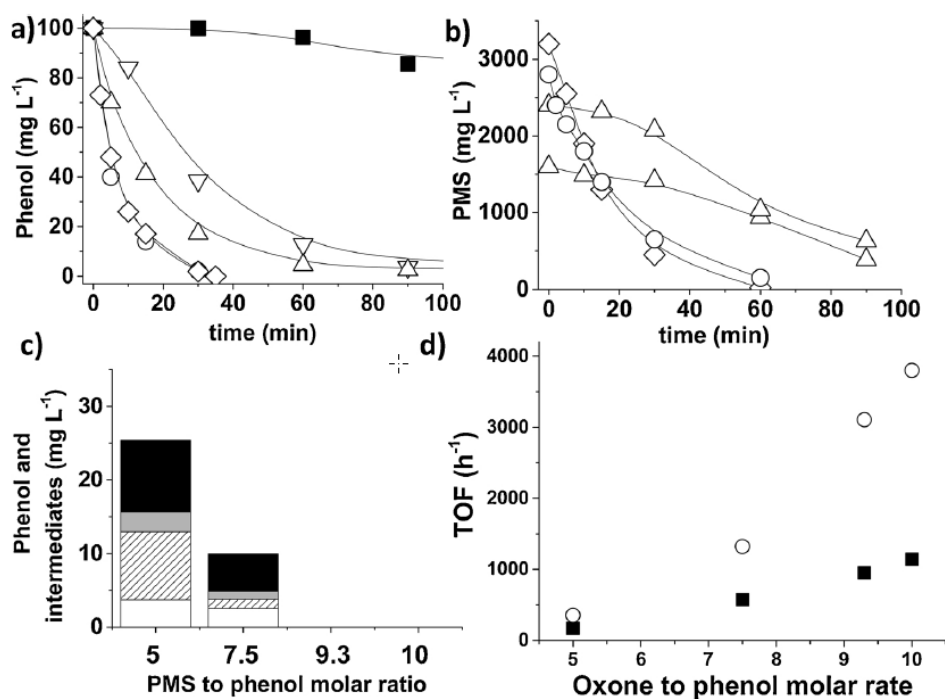 a)
Phenol (mg L⁻¹)
100
80
60
40
20
0
0 20 40 60 80 100
time (min)
b)
PMS (mg L⁻¹)
3000
2000
1000
0
0 20 40 60 80 100
time (min)
c)
Phenol and
intermediates (mg L⁻¹)
30
20
10
0
5 7.5 9.3 10
PMS to phenol molar ratio
d)
TOF (h⁻¹)
4000
3000
2000
1000
0
5 6 7 8 9 10
Oxone to phenol molar rate